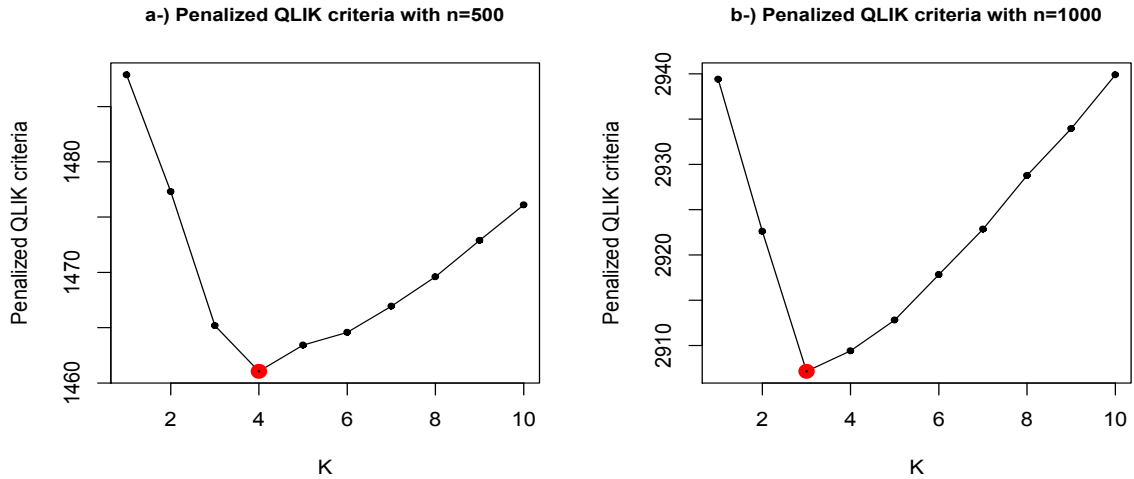 a-) Penalized QLIK criteria with n=500
Penalized QLIK criteria
1480
1470
1460
2 4 6 8 10
K
b-) Penalized QLIK criteria with n=1000
Penalized QLIK criteria
2940
2930
2920
2910
2 4 6 8 10
K